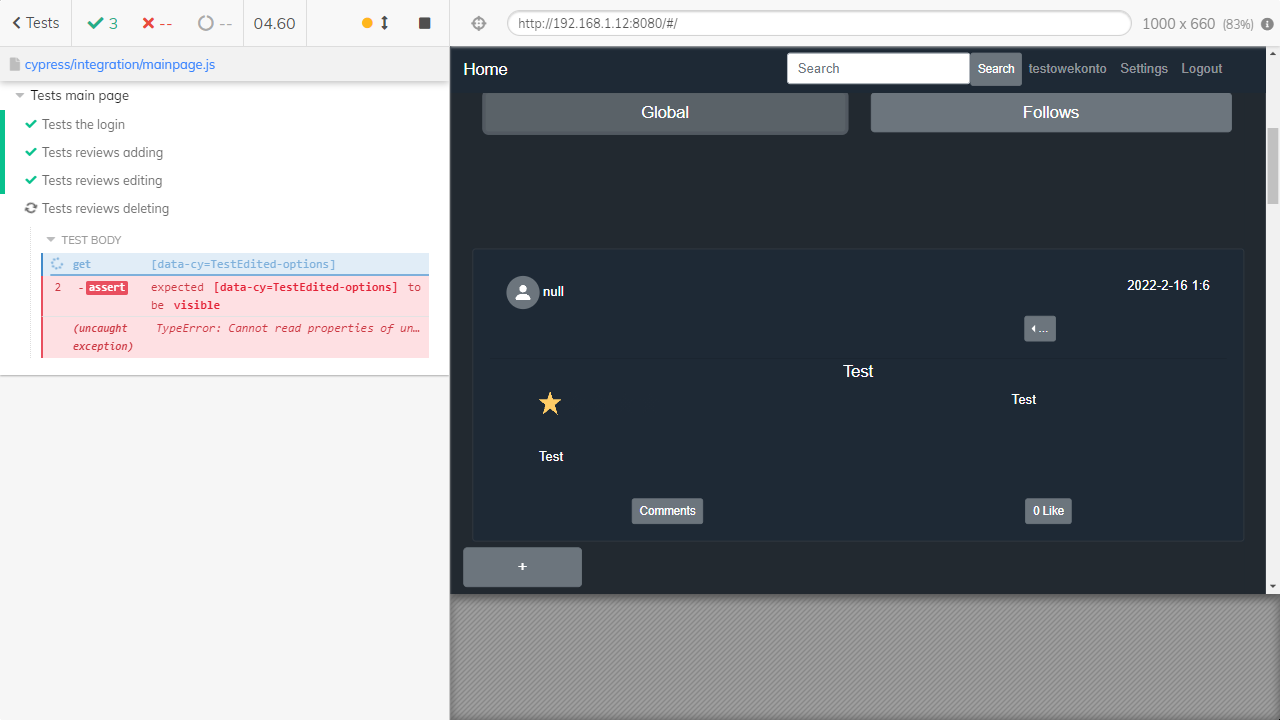 Tests 3 -- -- 04.60
http://192.168.1.12:8080/#/ 1000 x 660 (83%)
cypress/integration/mainpage.js
Tests main page
Tests the login
Tests reviews adding
Tests reviews editing
Tests reviews deleting
TEST BODY
get [data-cy=TestEdited-options]
2 -assert expected [data-cy=TestEdited-options] to
be visible
(uncaught TypeError: Cannot read properties of un…
exception)
Home Search Search testowekonto Settings Logout
Global Follows
null 2022-2-16 1:6
...
Test
Test
Test
Comments 0 Like
+